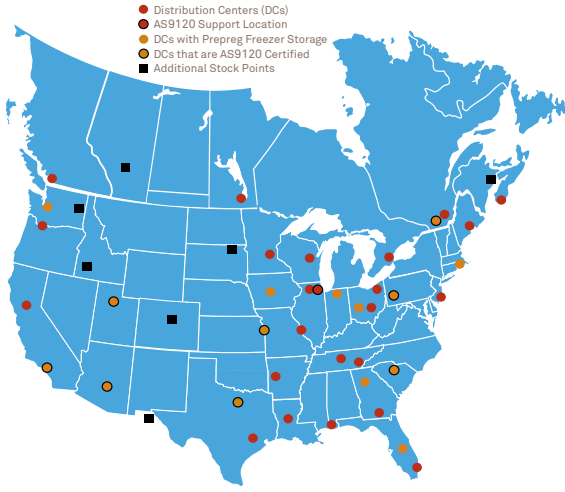 Distribution Centers (DCs)
AS9120 Support Location
DCs with Prepreg Freezer Storage
DCs that are AS9120 Certified
Additional Stock Points